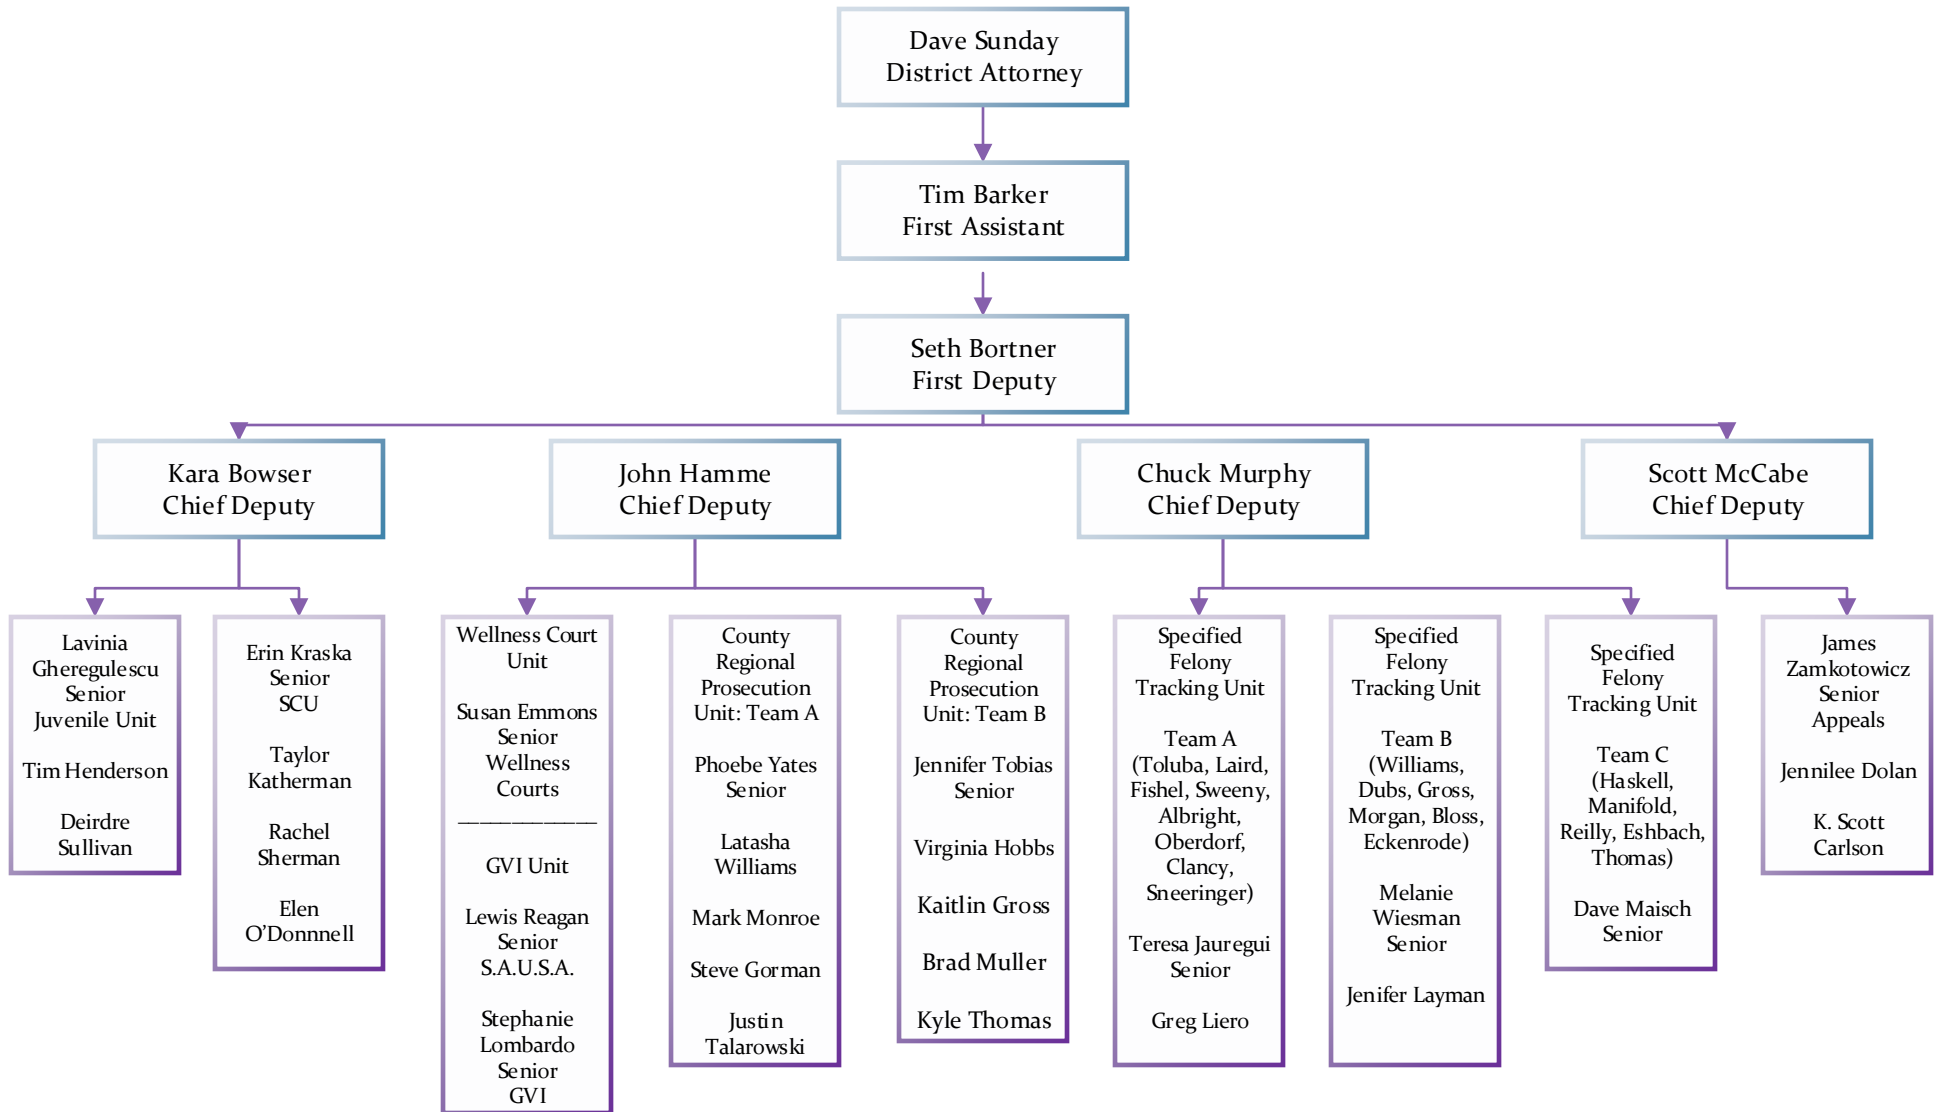 Dave Sunday
District Attorney
Tim Barker
First Assistant
Seth Bortner
First Deputy
Kara Bowser
Chief Deputy
John Hamme
Chief Deputy
Chuck Murphy
Chief Deputy
Scott McCabe
Chief Deputy
Lavinia
Gheregulescu
Senior
Juvenile Unit
Tim Henderson
Deirdre
Sullivan
Erin Kraska
Senior
SCU
Taylor
Katherman
Rachel
Sherman
Elen
O'Donnnell
Wellness Court
Unit
Susan Emmons
Senior
Wellness
Courts
_____________
GVI Unit
Lewis Reagan
Senior
S.A.U.S.A.
Stephanie
Lombardo
Senior
GVI
County
Regional
Prosecution
Unit: Team A
Phoebe Yates
Senior
Latasha
Williams
Mark Monroe
Steve Gorman
Justin
Talarowski
County
Regional
Prosecution
Unit: Team B
Jennifer Tobias
Senior
Virginia Hobbs
Kaitlin Gross
Brad Muller
Kyle Thomas
Specified
Felony
Tracking Unit
Team A
(Toluba, Laird,
Fishel, Sweeny,
Albright,
Oberdorf,
Clancy,
Sneeringer)
Teresa Jauregui
Senior
Greg Liero
Specified
Felony
Tracking Unit
Team B
(Williams,
Dubs, Gross,
Morgan, Bloss,
Eckenrode)
Melanie
Wiesman
Senior
Jenifer Layman
Specified
Felony
Tracking Unit
Team C
(Haskell,
Manifold,
Reilly, Eshbach,
Thomas)
Dave Maisch
Senior
James
Zamkotowicz
Senior
Appeals
Jennilee Dolan
K. Scott
Carlson